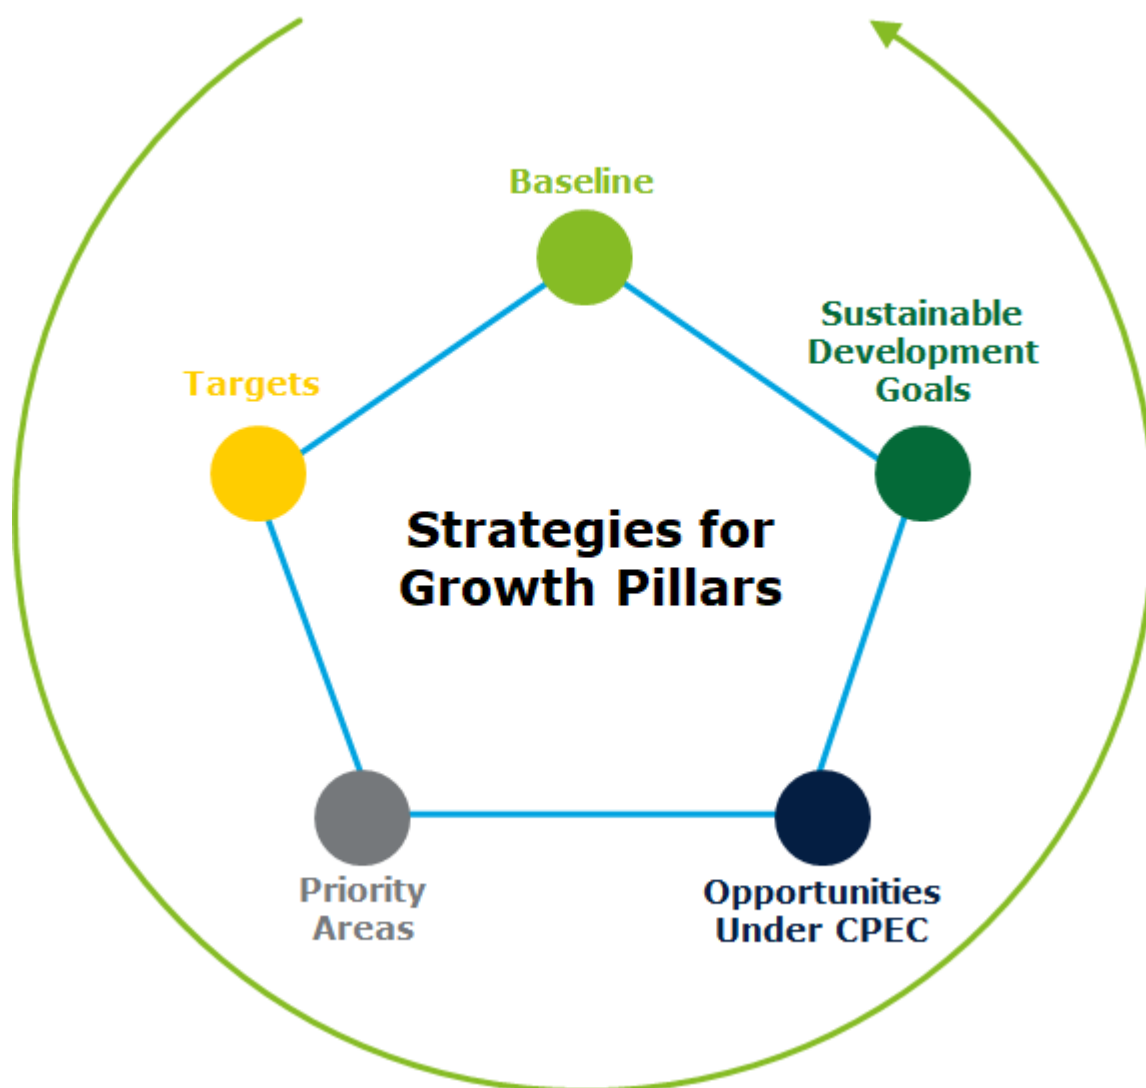 Baseline
Sustainable
Development
Goals
Targets
Strategies for
Growth Pillars
Priority
Areas
Opportunities
Under CPEC